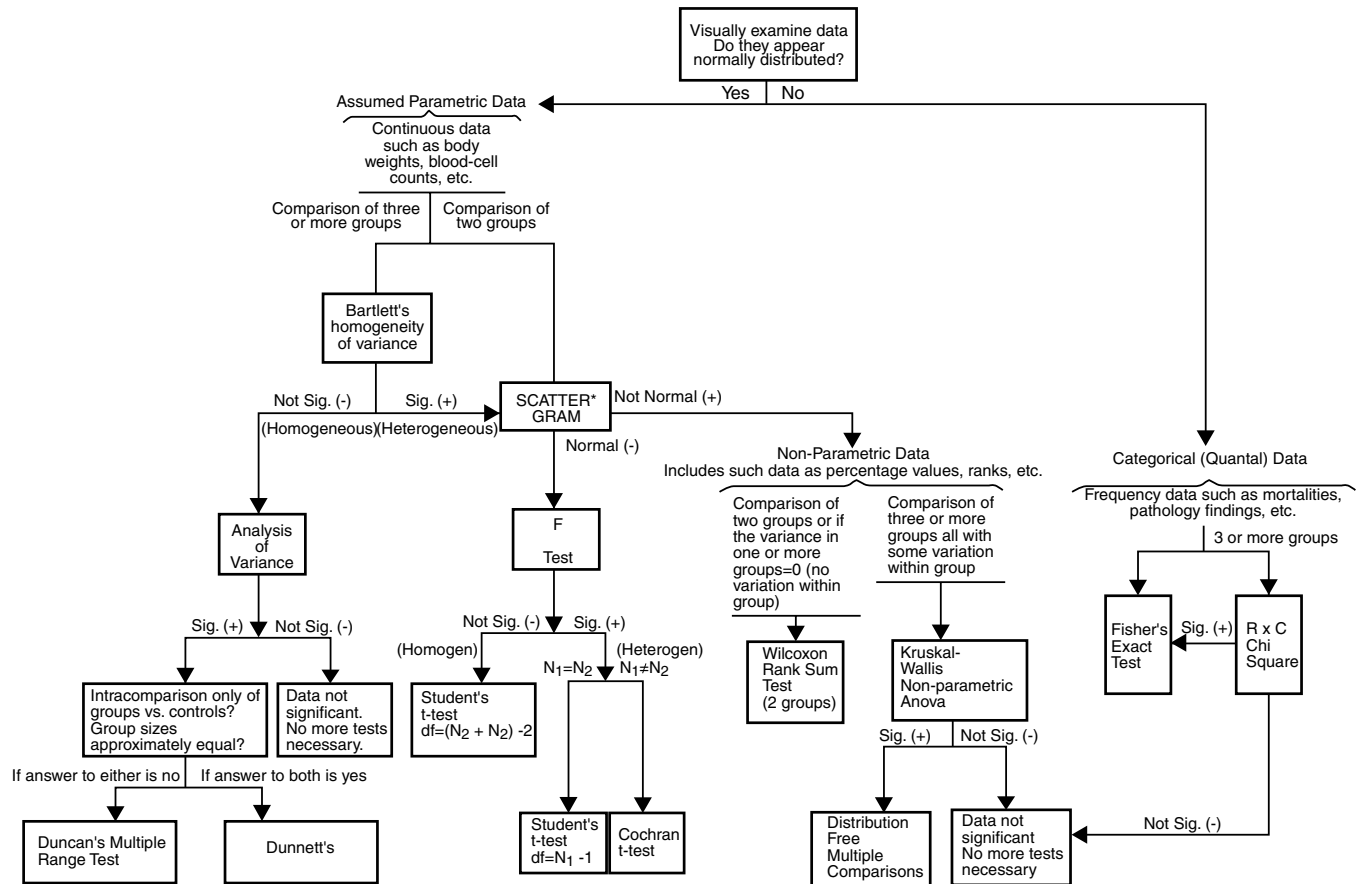 Visually examine data
Do they appear
normally distributed?
Yes
No
Assumed Parametric Data
Continuous data
such as body
weights, blood-cell
counts, etc.
Comparison of three
or more groups
Comparison of
two groups
Bartlett's
homogeneity
of variance
Not Sig. (-)
(Homogeneous)
Sig. (+)
(Heterogeneous)
SCATTER*
GRAM
Not Normal (+)
Normal (-)
Non-Parametric Data
Includes such data as percentage values, ranks, etc.
Categorical (Quantal) Data
Frequency data such as mortalities,
pathology findings, etc.
3 or more groups
Comparison of
two groups or if
the variance in
one or more
groups=0 (no
variation within
group)
Comparison of
three or more
groups all with
some variation
within group
Analysis
of
Variance
F
Test
Sig. (+)
Not Sig. (-)
Not Sig. (-)
(Homogen)
Sig. (+)
(Heterogen)
N1=N2
N1≠N2
Wilcoxon
Rank Sum
Test
(2 groups)
Kruskal-
Wallis
Non-parametric
Anova
Fisher's
Exact
Test
Sig. (+)
R x C
Chi
Square
Intracomparison only of
groups vs. controls?
Group sizes
approximately equal?
Data not
significant.
No more tests
necessary.
Student's
t-test
df=(N2 + N2) -2
Sig. (+)
Not Sig. (-)
If answer to either is no
If answer to both is yes
Duncan's Multiple
Range Test
Dunnett's
Student's
t-test
df=N1 -1
Cochran
t-test
Distribution
Free
Multiple
Comparisons
Data not
significant
No more tests
necessary
Not Sig. (-)